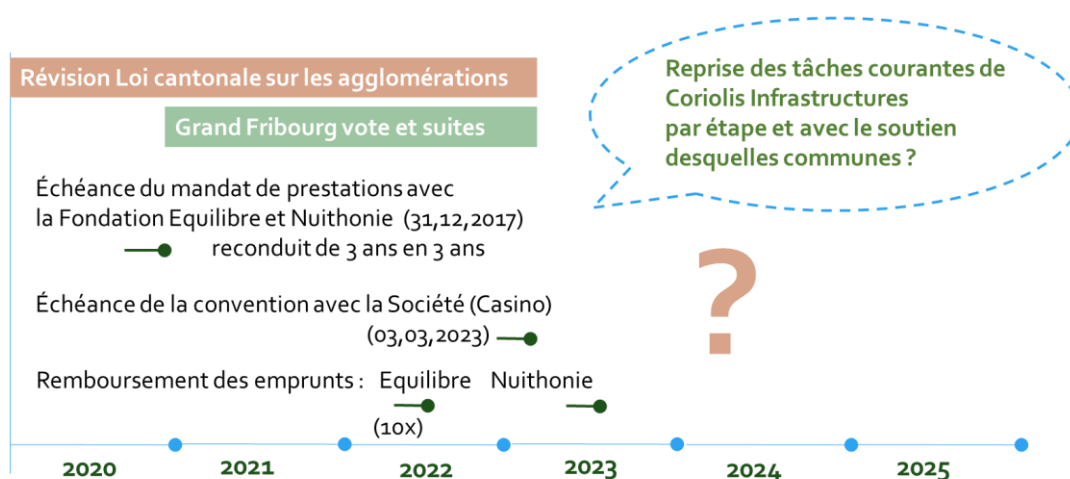 Révision Loi cantonale sur les agglomérations
Grand Fribourg vote et suites
Reprise des tâches courantes de
Coriolis Infrastructures
par étape et avec le soutien
desquelles communes ?
Échéance du mandat de prestations avec
la Fondation Equilibre et Nuithonie (31,12,2017)
reconduit de 3 ans en 3 ans
?
Échéance de la convention avec la Société (Casino)
(03,03,2023)
Remboursement des emprunts : Equilibre Nuithonie
(10x)
2020 2021 2022 2023 2024 2025